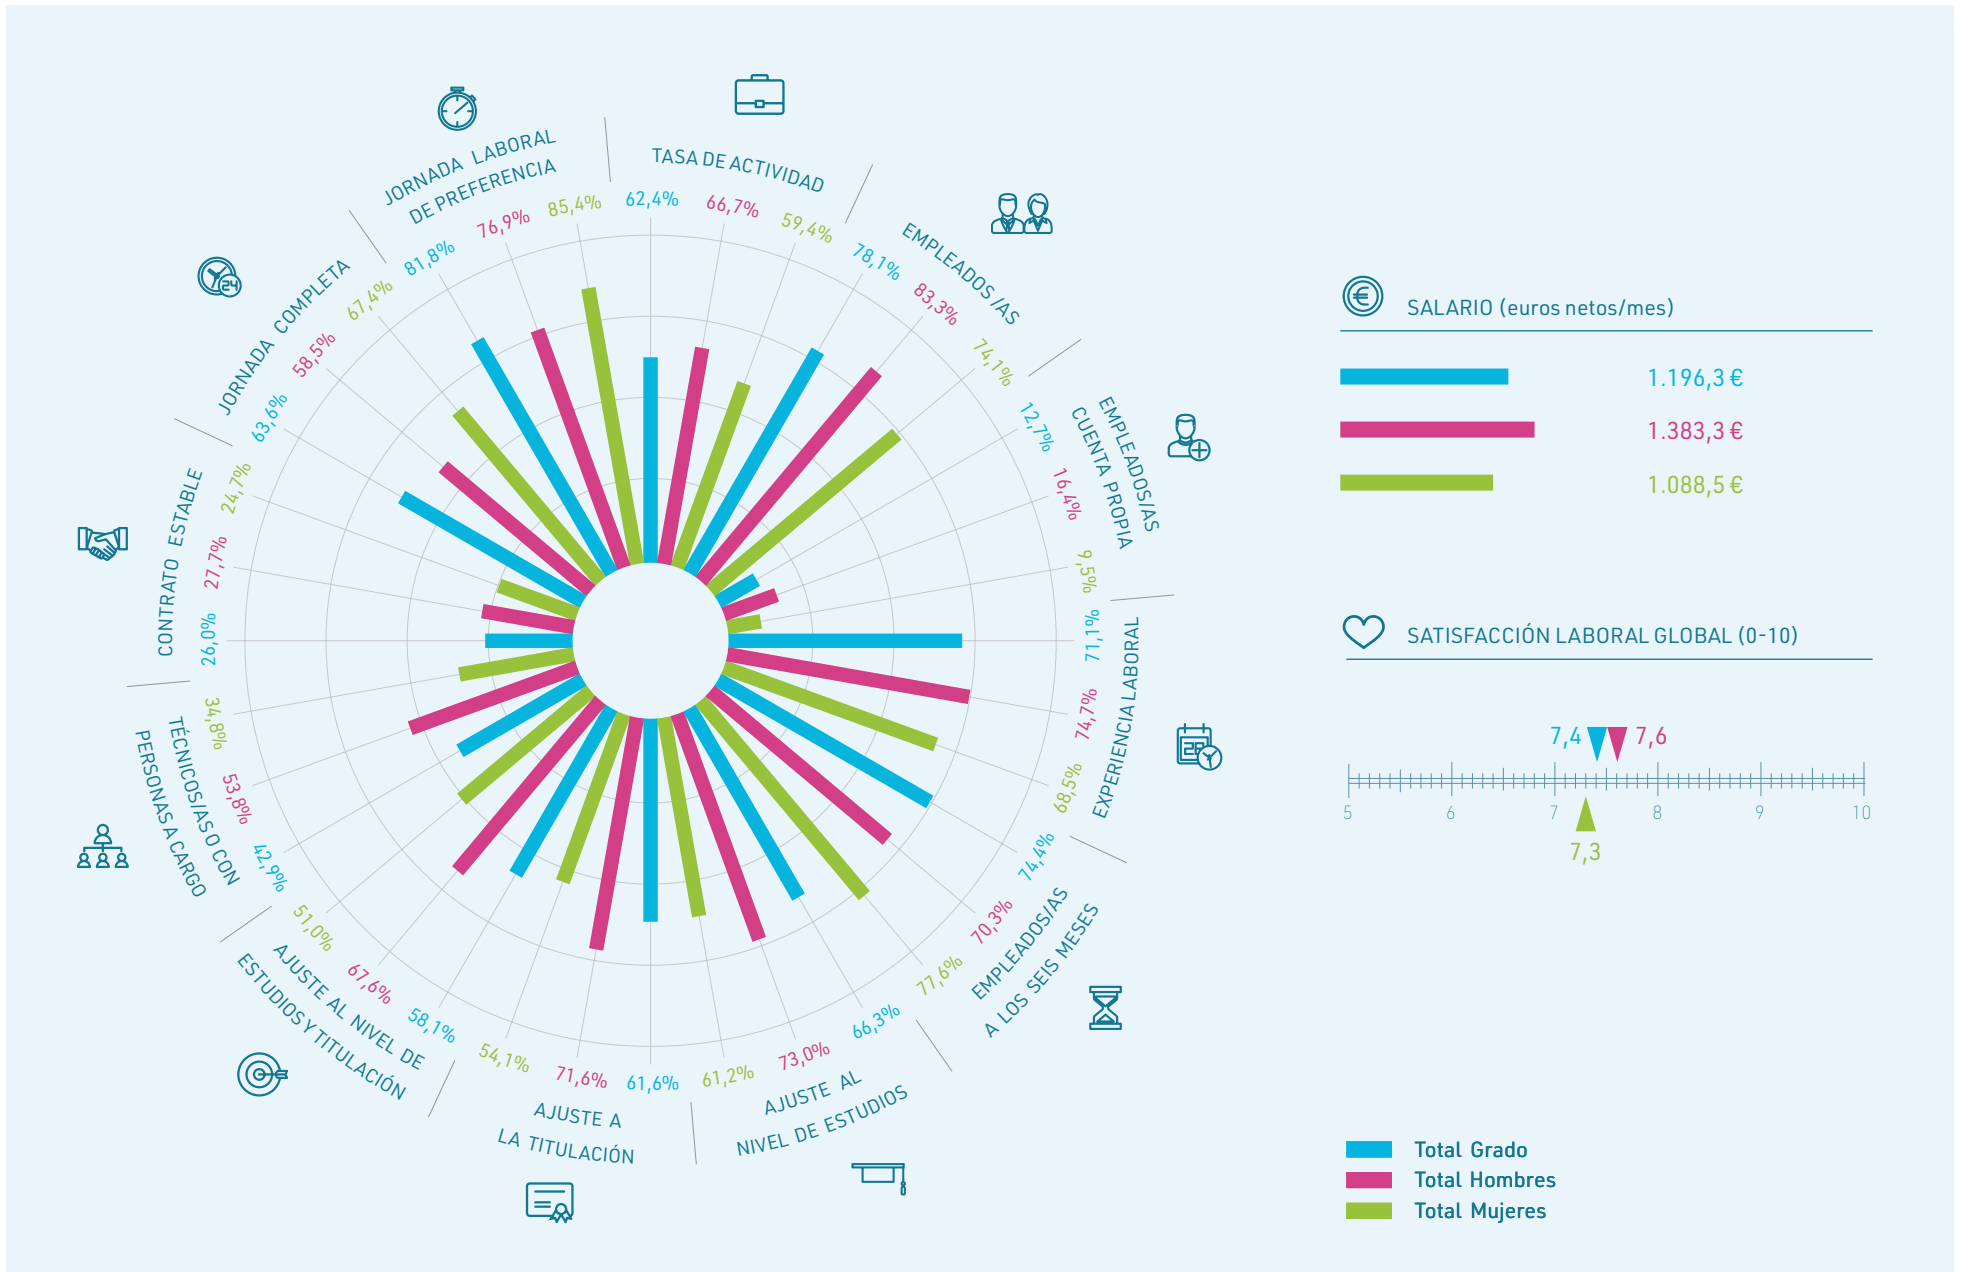 TASA DE ACTIVIDAD
62,4%
66,7%
59,4%
EMPLEADOS /AS
78,1%
83,3%
74,1%
EMPLEADOS/AS
CUENTA PROPIA
12,7%
16,4%
9,5%
EXPERIENCIA LABORAL
71,1%
74,7%
68,5%
EMPLEADOS/AS
A LOS SEIS MESES
74,4%
70,3%
77,6%
AJUSTE AL
NIVEL DE ESTUDIOS
66,3%
73,0%
61,2%
AJUSTE A
LA TITULACIÓN
61,6%
71,6%
54,1%
AJUSTE AL NIVEL DE
ESTUDIOS Y TITULACIÓN
58,1%
67,6%
51,0%
TÉCNICOS/AS O CON
PERSONAS A CARGO
42,9%
53,8%
34,8%
CONTRATO ESTABLE
26,0%
27,7%
24,7%
JORNADA COMPLETA
63,6%
58,5%
67,4%
JORNADA LABORAL
DE PREFERENCIA
81,8%
76,9%
85,4%
24
28
SALARIO (euros netos/mes)
1.196,3 €
1.383,3 €
1.088,5 €
SATISFACCIÓN LABORAL GLOBAL (0-10)
7,4 7,6
5 6 7 8 9 10
7,3
Total Grado
Total Hombres
Total Mujeres